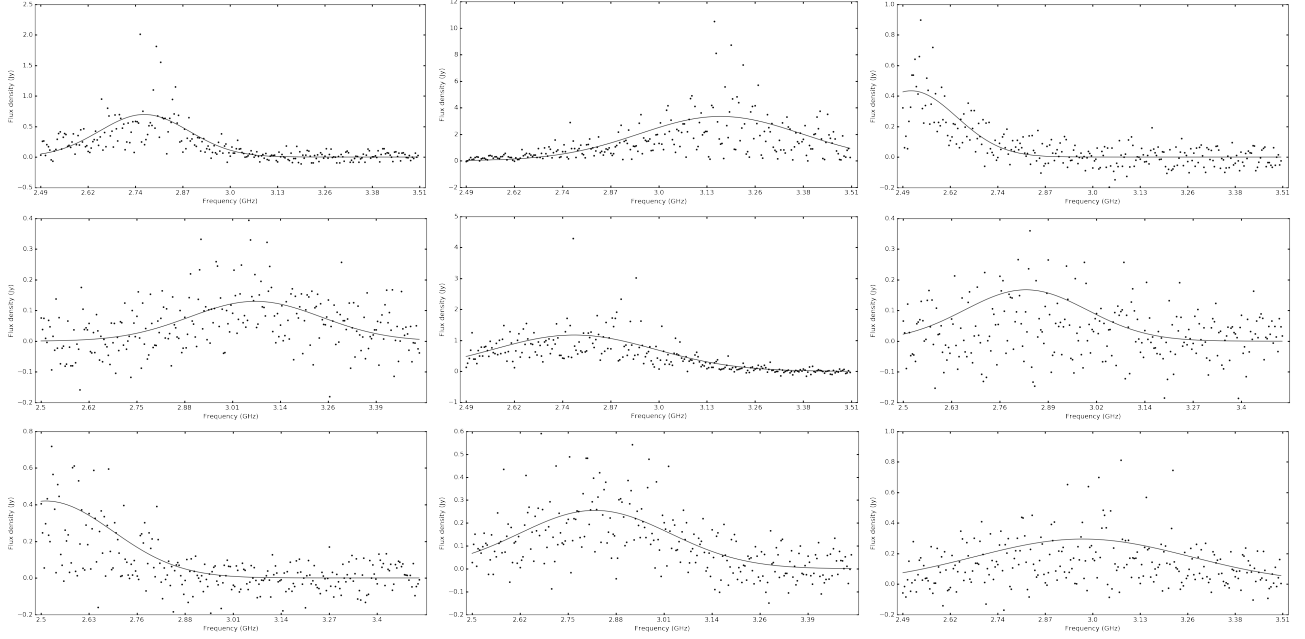 2.5
2.0
1.5
1.0
0.5
0.0
−0.5
Flux density (Jy)
2.49 2.62 2.74 2.87 3.0 3.13 3.26 3.38 3.51
Frequency (GHz)
12
10
8
6
4
2
0
−2
Flux density (Jy)
2.49 2.62 2.74 2.87 3.0 3.13 3.26 3.38 3.51
Frequency (GHz)
1.0
0.8
0.6
0.4
0.2
0.0
−0.2
Flux density (Jy)
2.49 2.62 2.74 2.87 3.0 3.13 3.26 3.38 3.51
Frequency (GHz)
0.4
0.3
0.2
0.1
0.0
−0.1
−0.2
Flux density (Jy)
2.5 2.62 2.75 2.88 3.01 3.14 3.26 3.39
Frequency (GHz)
5
4
3
2
1
0
−1
Flux density (Jy)
2.49 2.62 2.74 2.87 3.0 3.13 3.26 3.38 3.51
Frequency (GHz)
0.4
0.3
0.2
0.1
0.0
−0.1
−0.2
Flux density (Jy)
2.5 2.63 2.76 2.89 3.02 3.14 3.27 3.4
Frequency (GHz)
0.8
0.6
0.4
0.2
0.0
−0.2
Flux density (Jy)
2.5 2.63 2.76 2.88 3.01 3.14 3.27 3.4
Frequency (GHz)
0.6
0.5
0.4
0.3
0.2
0.1
0.0
−0.1
−0.2
Flux density (Jy)
2.5 2.62 2.75 2.88 3.01 3.14 3.26 3.39
Frequency (GHz)
1.0
0.8
0.6
0.4
0.2
0.0
−0.2
Flux density (Jy)
2.49 2.62 2.74 2.87 3.0 3.13 3.26 3.38 3.51
Frequency (GHz)